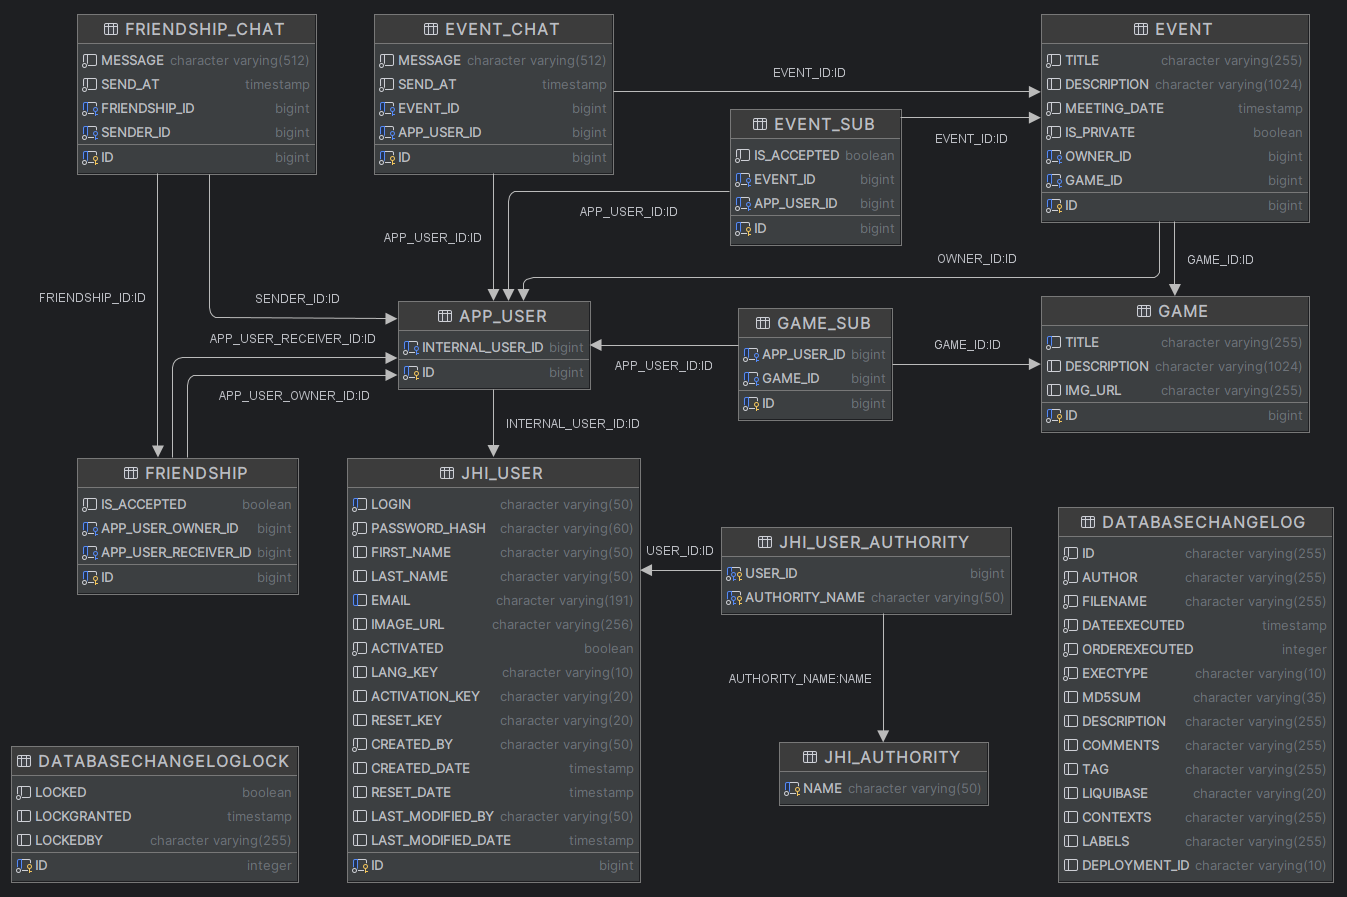 FRIENDSHIP_CHAT
MESSAGE character varying(512)
SEND_AT timestamp
FRIENDSHIP_ID bigint
SENDER_ID bigint
ID bigint
EVENT_CHAT
MESSAGE character varying(512)
SEND_AT timestamp
EVENT_ID bigint
APP_USER_ID bigint
ID bigint
EVENT_ID:ID
EVENT
TITLE character varying(255)
DESCRIPTION character varying(1024)
MEETING_DATE timestamp
IS_PRIVATE boolean
OWNER_ID bigint
GAME_ID bigint
ID bigint
EVENT_SUB
IS_ACCEPTED boolean
EVENT_ID bigint
APP_USER_ID bigint
ID bigint
EVENT_ID:ID
APP_USER_ID:ID
APP_USER_ID:ID
OWNER_ID:ID
GAME_ID:ID
FRIENDSHIP_ID:ID
SENDER_ID:ID
APP_USER_RECEIVER_ID:ID
APP_USER_OWNER_ID:ID
APP_USER
INTERNAL_USER_ID bigint
ID bigint
APP_USER_ID:ID
GAME_SUB
APP_USER_ID bigint
GAME_ID bigint
ID bigint
GAME_ID:ID
GAME
TITLE character varying(255)
DESCRIPTION character varying(1024)
IMG_URL character varying(255)
ID bigint
INTERNAL_USER_ID:ID
FRIENDSHIP
IS_ACCEPTED boolean
APP_USER_OWNER_ID bigint
APP_USER_RECEIVER_ID bigint
ID bigint
JHI_USER
LOGIN character varying(50)
PASSWORD_HASH character varying(60)
FIRST_NAME character varying(50)
LAST_NAME character varying(50)
EMAIL character varying(191)
IMAGE_URL character varying(256)
ACTIVATED boolean
LANG_KEY character varying(10)
ACTIVATION_KEY character varying(20)
RESET_KEY character varying(20)
CREATED_BY character varying(50)
CREATED_DATE timestamp
RESET_DATE timestamp
LAST_MODIFIED_BY character varying(50)
LAST_MODIFIED_DATE timestamp
ID bigint
USER_ID:ID
JHI_USER_AUTHORITY
USER_ID bigint
AUTHORITY_NAME character varying(50)
AUTHORITY_NAME:NAME
JHI_AUTHORITY
NAME character varying(50)
DATABASECHANGELOG
ID character varying(255)
AUTHOR character varying(255)
FILENAME character varying(255)
DATEEXECUTED timestamp
ORDEREXECUTED integer
EXECTYPE character varying(10)
MD5SUM character varying(35)
DESCRIPTION character varying(255)
COMMENTS character varying(255)
TAG character varying(255)
LIQUIBASE character varying(20)
CONTEXTS character varying(255)
LABELS character varying(255)
DEPLOYMENT_ID character varying(10)
DATABASECHANGELOGLOCK
LOCKED boolean
LOCKGRANTED timestamp
LOCKEDBY character varying(255)
ID integer